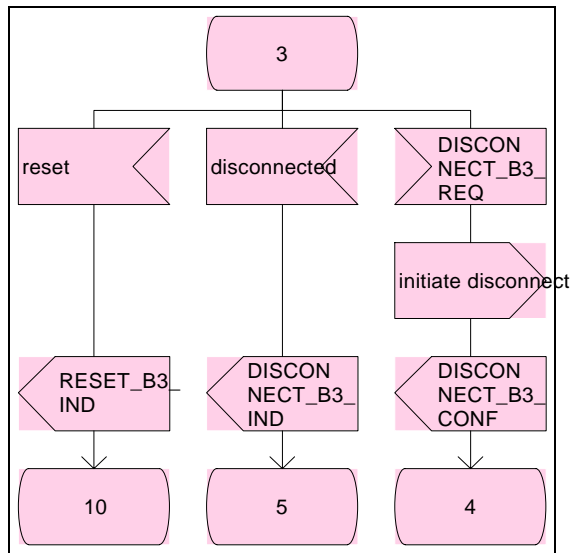 3
reset
disconnected
DISCON
NECT_B3_
REQ
initiate disconnect
RESET_B3_
IND
DISCON
NECT_B3_
IND
DISCON
NECT_B3_
CONF
10
5
4